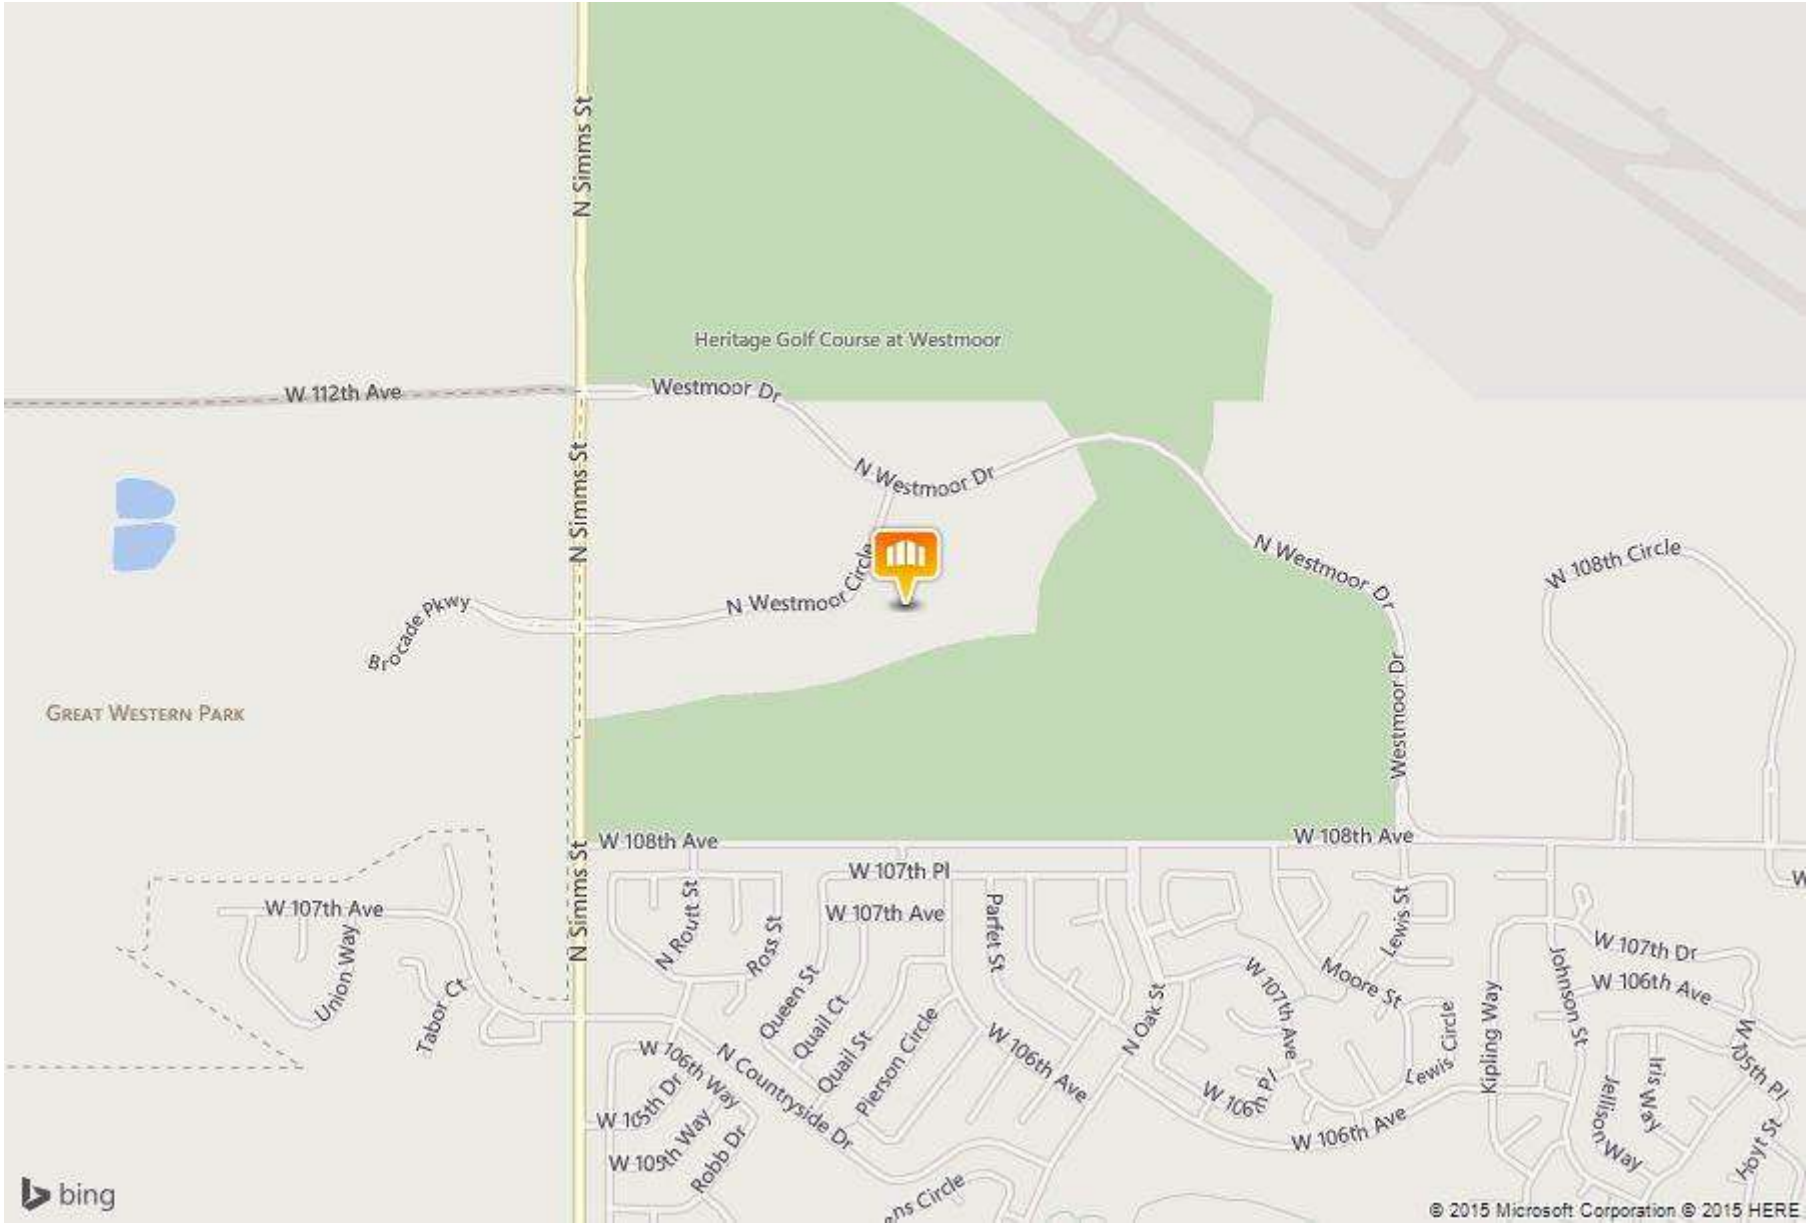 N Simms St
Heritage Golf Course at Westmoor
W 112th Ave
Westmoor Dr
N Westmoor Dr
N Simms St
N Westmoor Dr
W 108th Circle
N Westmoor Circle
Brocade Pkwy
Westmoor Dr
GREAT WESTERN PARK
W 108th Ave
W 108th Ave
N Simms St
W 107th Pl
W
W 107th Ave
W 107th Ave
N Routt St
Ross St
Parfet St
Lewis St
W 107th Dr
Union Way
Tabor Ct
Queen St
Quail Ct
Quail St
Pierson Circle
N Oak St
W 107th Ave
Moore St
Lewis Circle
Kipling Way
Johnson St
W 106th Ave
W 106th Way
N Countryside Dr
W 106th Ave
W 106th Pl
W 105th Pl
Iris Way
Jellison Way
Hoyt St
W 105th Dr
W 105th Way
Robb Dr
W 106th Ave
ens Circle
bing
© 2015 Microsoft Corporation © 2015 HERE